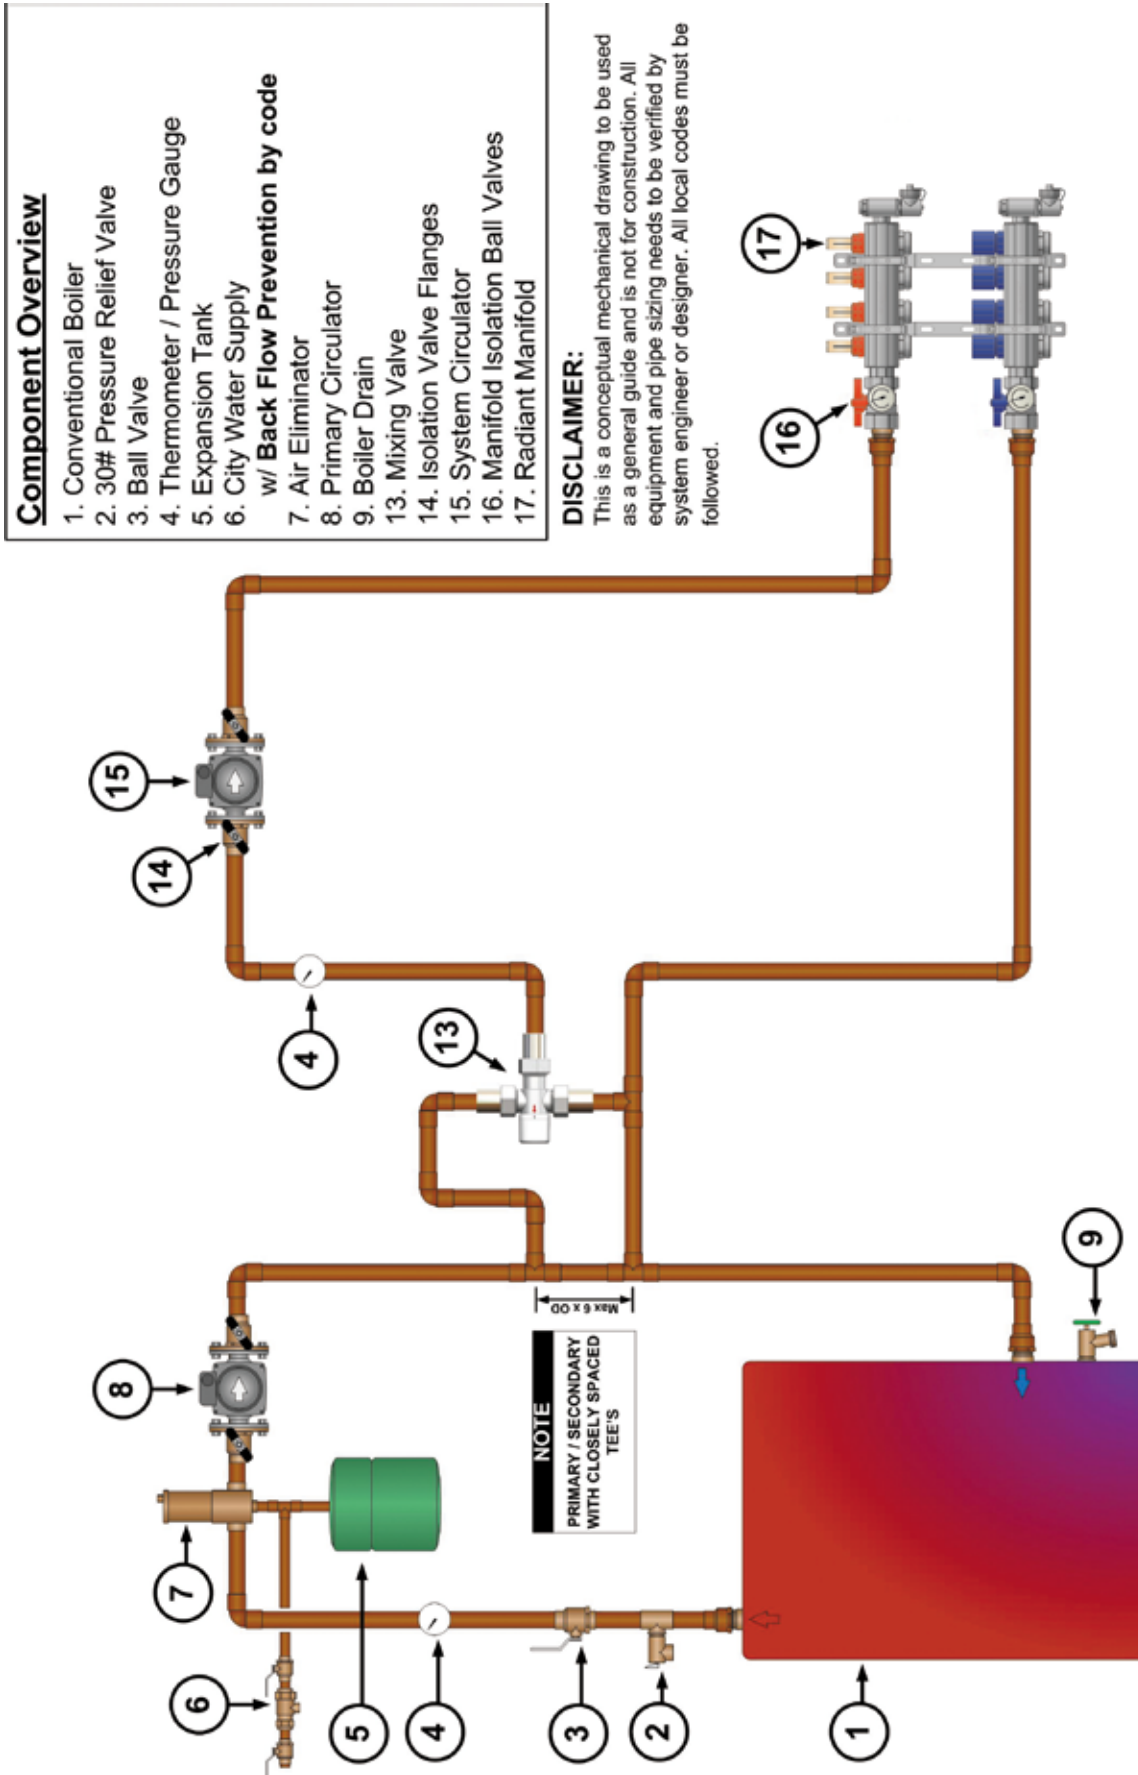 Component Overview
1. Conventional Boiler
2. 30# Pressure Relief Valve
3. Ball Valve
4. Thermometer / Pressure Gauge
5. Expansion Tank
6. City Water Supply
w/ Back Flow Prevention by code
7. Air Eliminator
8. Primary Circulator
9. Boiler Drain
13. Mixing Valve
14. Isolation Valve Flanges
15. System Circulator
16. Manifold Isolation Ball Valves
17. Radiant Manifold
DISCLAIMER:
This is a conceptual mechanical drawing to be used
as a general guide and is not for construction. All
equipment and pipe sizing needs to be verified by
system engineer or designer. All local codes must be
followed.
15
14
8
7
6
4
13
17
16
5
4
NOTE
PRIMARY / SECONDARY
WITH CLOSELY SPACED
TEE'S
Max 6 x OD
3
2
1
9